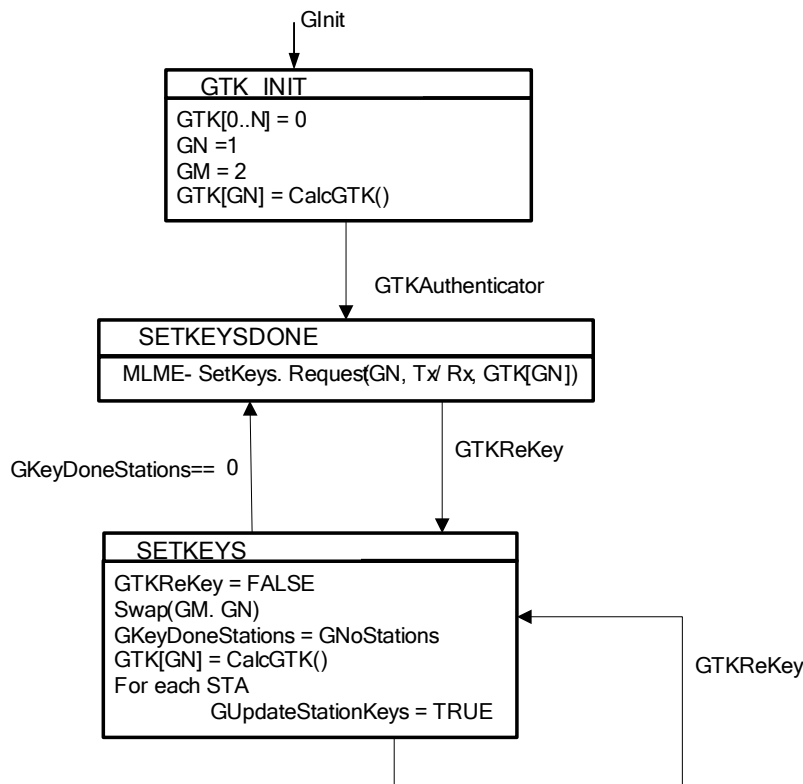 GInit
GTK INIT
GTK[0..N] = 0
GN =1
GM = 2
GTK[GN] = CalcGTK()
GTKAuthenticator
SETKEYSDONE
MLME- SetKeys. Request(GN, Tx/ Rx, GTK[GN])
GTKReKey
GKeyDoneStations== 0
SETKEYS
GTKReKey = FALSE
Swap(GM. GN)
GKeyDoneStations = GNoStations
GTK[GN] = CalcGTK()
For each STA
GUpdateStationKeys = TRUE
GTKReKey